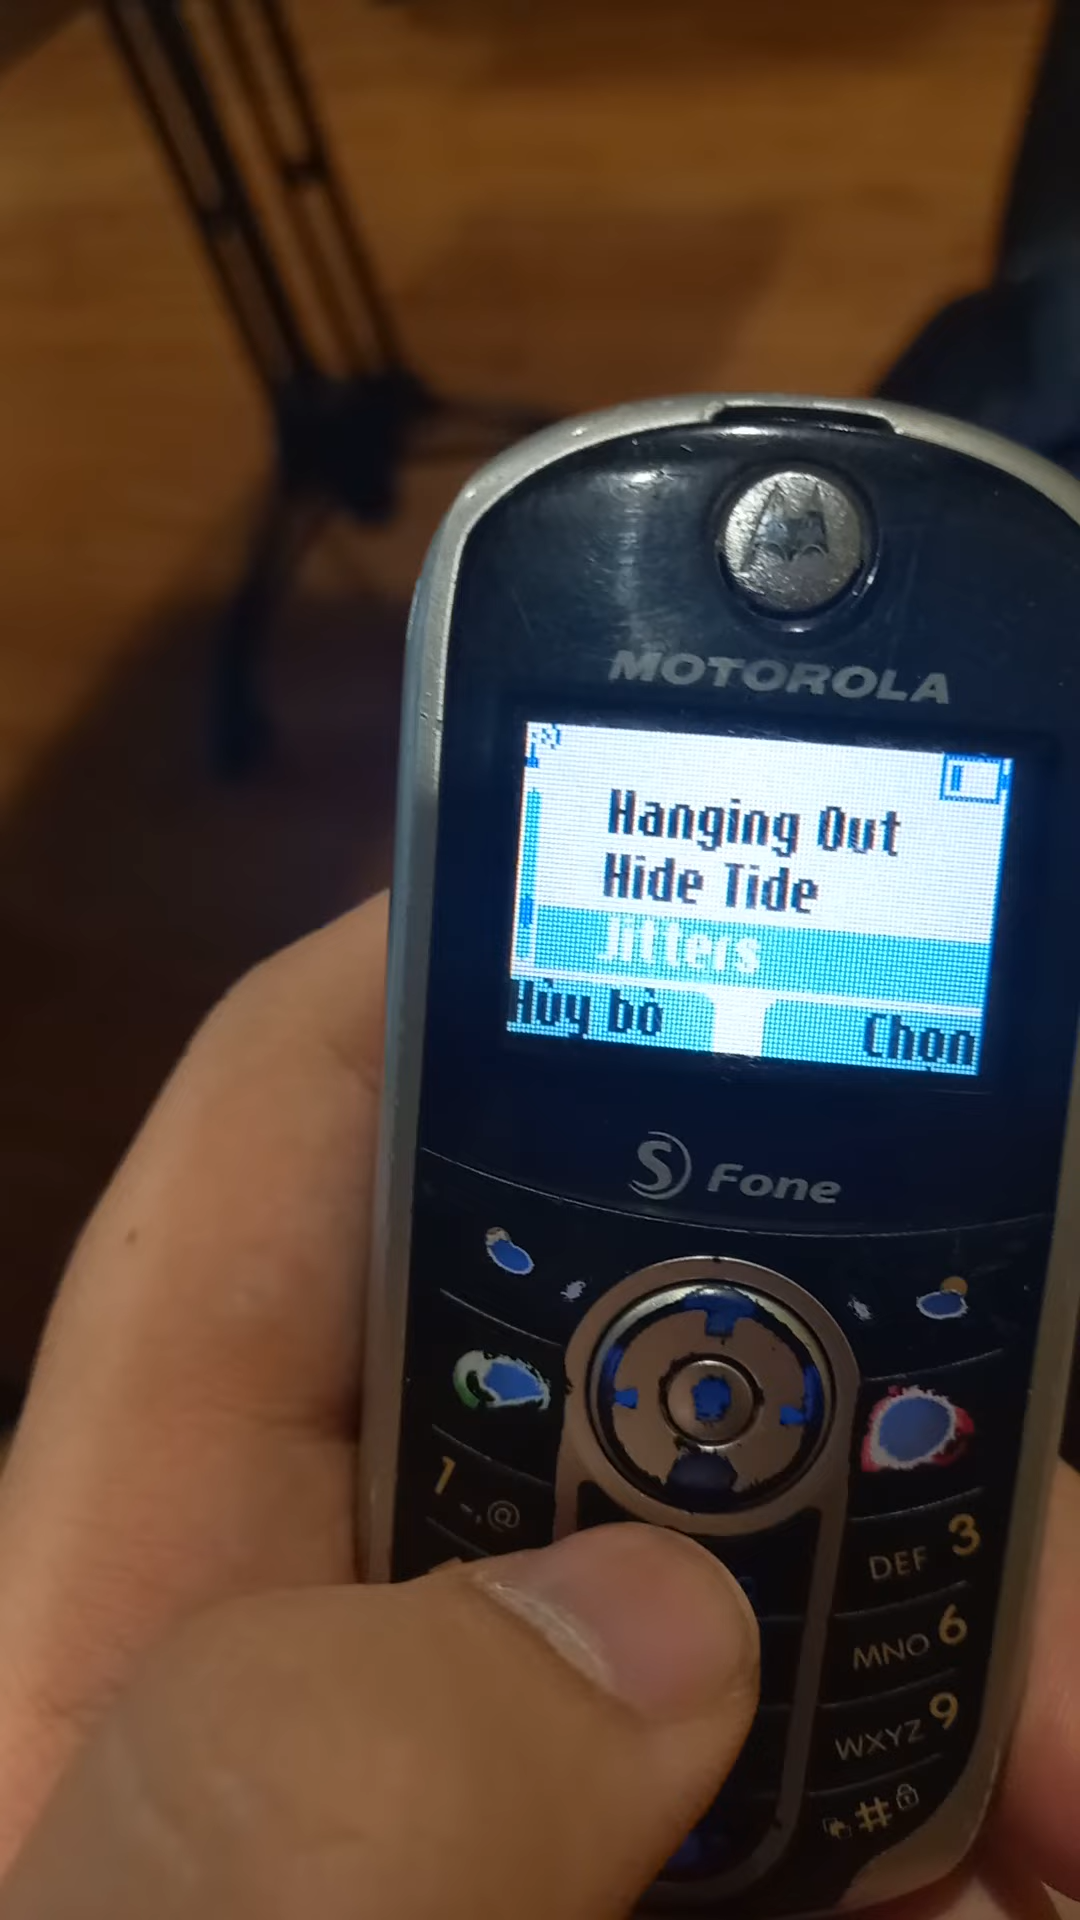 MOTOROLA
Hanging Out
Hide Tide
Jitters
Hủy bỏ
Chọn
S Fone
1 -,@
DEF 3
MNO 6
WXYZ 9
#